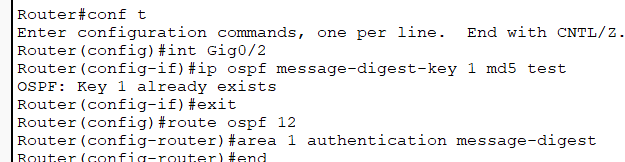 Router#conf t
Enter configuration commands, one per line.  End with CNTL/Z.
Router(config)#int Gig0/2
Router(config-if)#ip ospf message-digest-key 1 md5 test
OSPF: Key 1 already exists
Router(config-if)#exit
Router(config)#route ospf 12
Router(config-router)#area 1 authentication message-digest
Router(config-router)#end